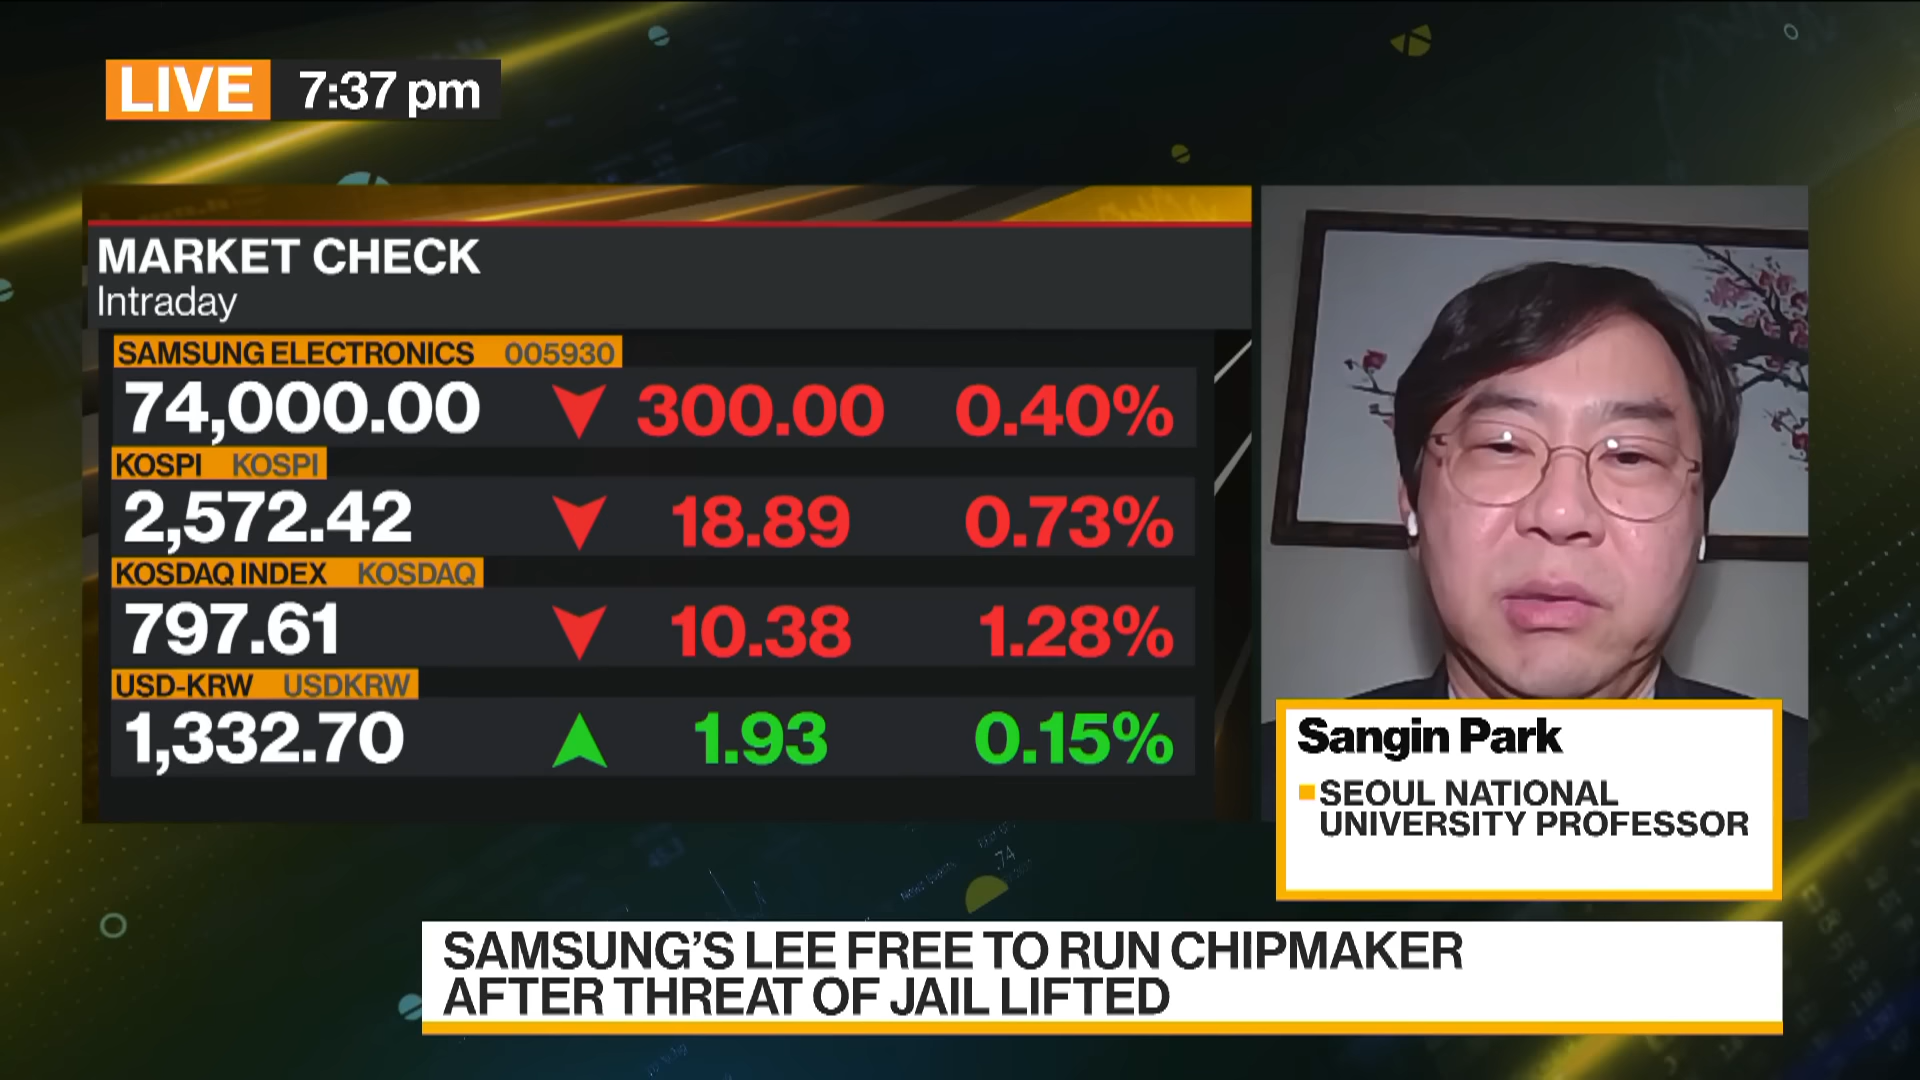 LIVE 7:37 pm
MARKET CHECK
Intraday
SAMSUNG ELECTRONICS 005930
74,000.00 300.00 0.40%
KOSPI KOSPI
2,572.42 18.89 0.73%
KOSDAQ INDEX KOSDAQ
797.61 10.38 1.28%
USD-KRW USDKRW
1,332.70 1.93 0.15%
Sangin Park
SEOUL NATIONAL
UNIVERSITY PROFESSOR
SAMSUNG’S LEE FREE TO RUN CHIPMAKER
AFTER THREAT OF JAIL LIFTED